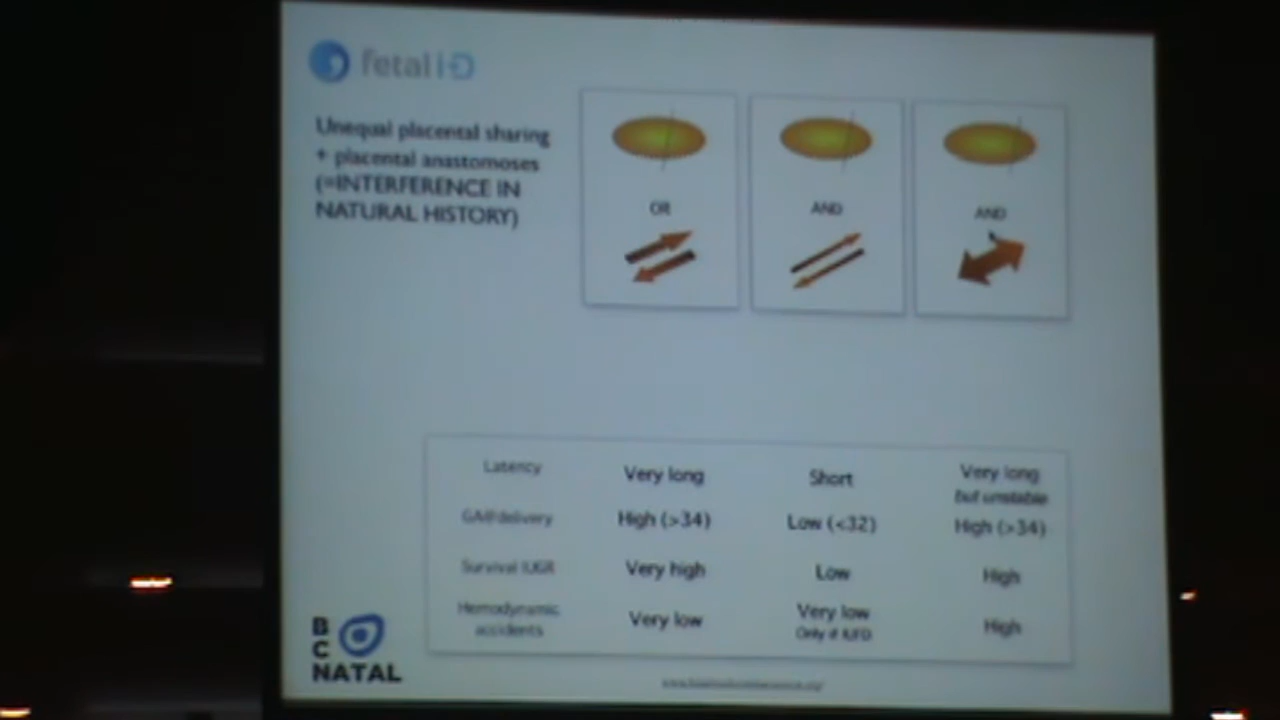 fetal i+D
Unequal placental sharing
+ placental anastomoses
(=INTERFERENCE IN
NATURAL HISTORY)
OR
AND
AND
Latency
Very long
Short
Very long
but unstable
GA@delivery
High (>34)
Low (<32)
High (>34)
Survival IUGR
Very high
Low
High
Hemodynamic
accidents
Very low
Very low
Only if IUFD
High
B
C
NATAL